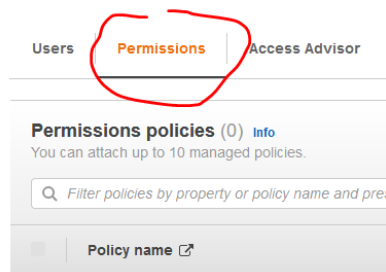 Users Permissions Access Advisor
Permissions policies (0) Info
You can attach up to 10 managed policies.
Filter policies by property or policy name and pres
Policy name